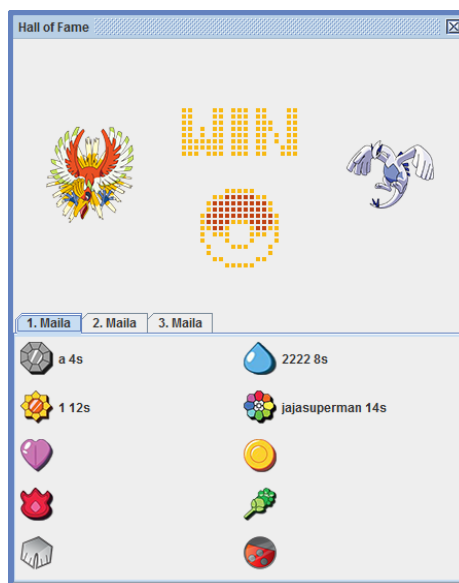 Hall of Fame
WIN
1. Maila 2. Maila 3. Maila
a 4s 2222 8s
1 12s jajasuperman 14s